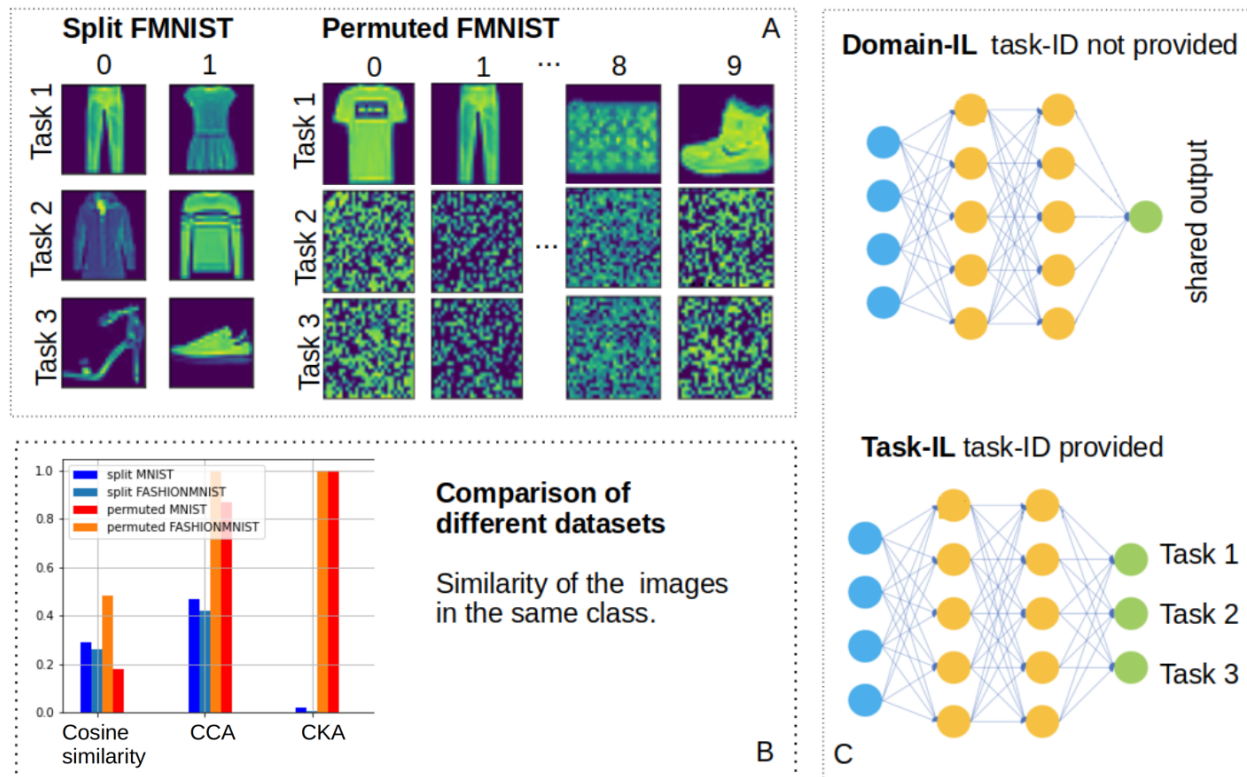 Split FMNIST
0 1
Task 1
Task 2
Task 3
Permuted FMNIST
A
0 1 ... 8 9
Task 1
Task 2
...
Task 3
1.0
0.8
0.6
0.4
0.2
0.0
split MNIST
split FASHIONMNIST
permuted MNIST
permuted FASHIONMNIST
Cosine
similarity
CCA
CKA
Comparison of
different datasets
Similarity of the images
in the same class.
B
Domain-IL task-ID not provided
shared output
Task-IL task-ID provided
Task 1
Task 2
Task 3
C